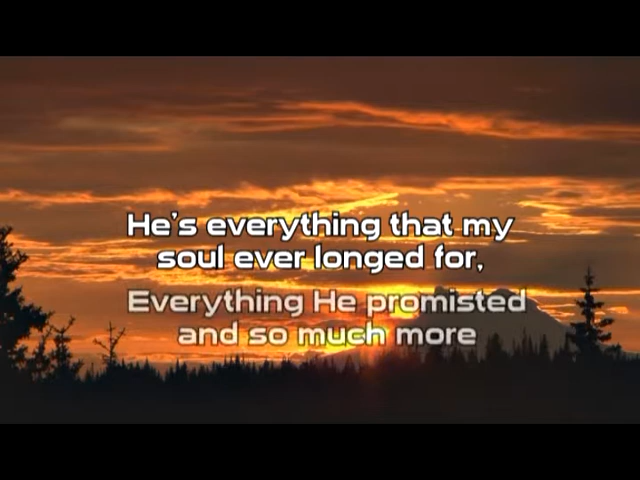 He's everything that my
soul ever longed for,
Everything He promisted
and so much more